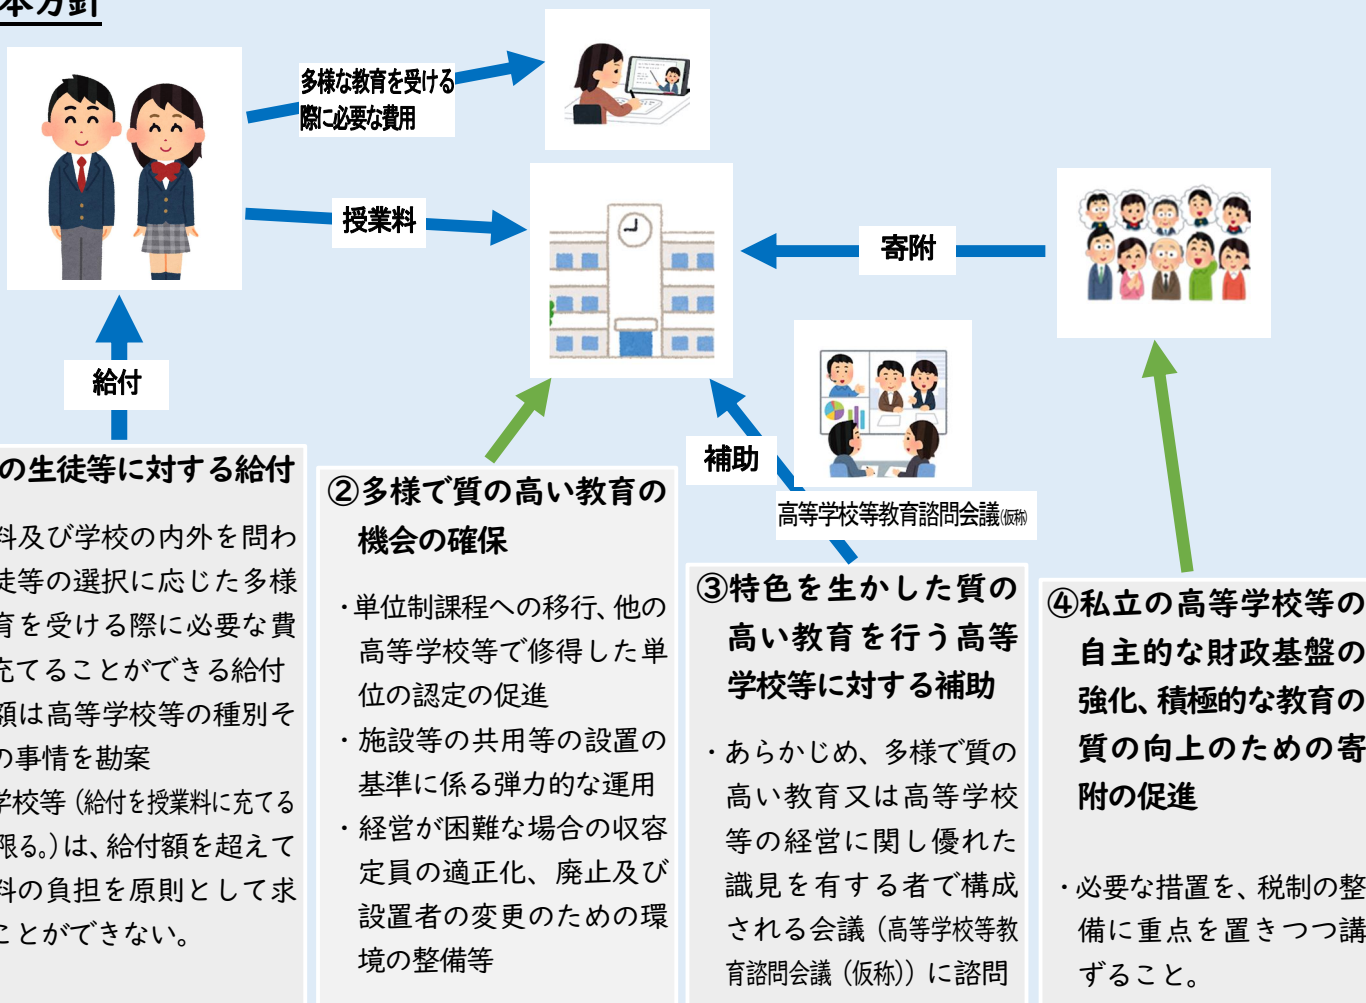 本方針
多様な教育を受ける
際に必要な費用
授業料
寄附
給付
補助
高等学校等教育諮問会議(仮称)
の生徒等に対する給付
料及び学校の内外を問わ
徒等の選択に応じた多様
育を受ける際に必要な費
充てることができる給付
額は高等学校等の種別そ
の事情を勘案
学校等（給付を授業料に充てる
限る。）は、給付額を超えて
料の負担を原則として求
ことができない。
②多様で質の高い教育の
機会の確保
・単位制課程への移行、他の
高等学校等で修得した単
位の認定の促進
・施設等の共用等の設置の
基準に係る弾力的な運用
・経営が困難な場合の収容
定員の適正化、廃止及び
設置者の変更のための環
境の整備等
③特色を生かした質の
高い教育を行う高等
学校等に対する補助
・あらかじめ、多様で質の
高い教育又は高等学校
等の経営に関し優れた
識見を有する者で構成
される会議（高等学校等教
育諮問会議（仮称））に諮問
④私立の高等学校等の
自主的な財政基盤の
強化、積極的な教育の
質の向上のための寄
附の促進
・必要な措置を、税制の整
備に重点を置きつつ講
ずること。